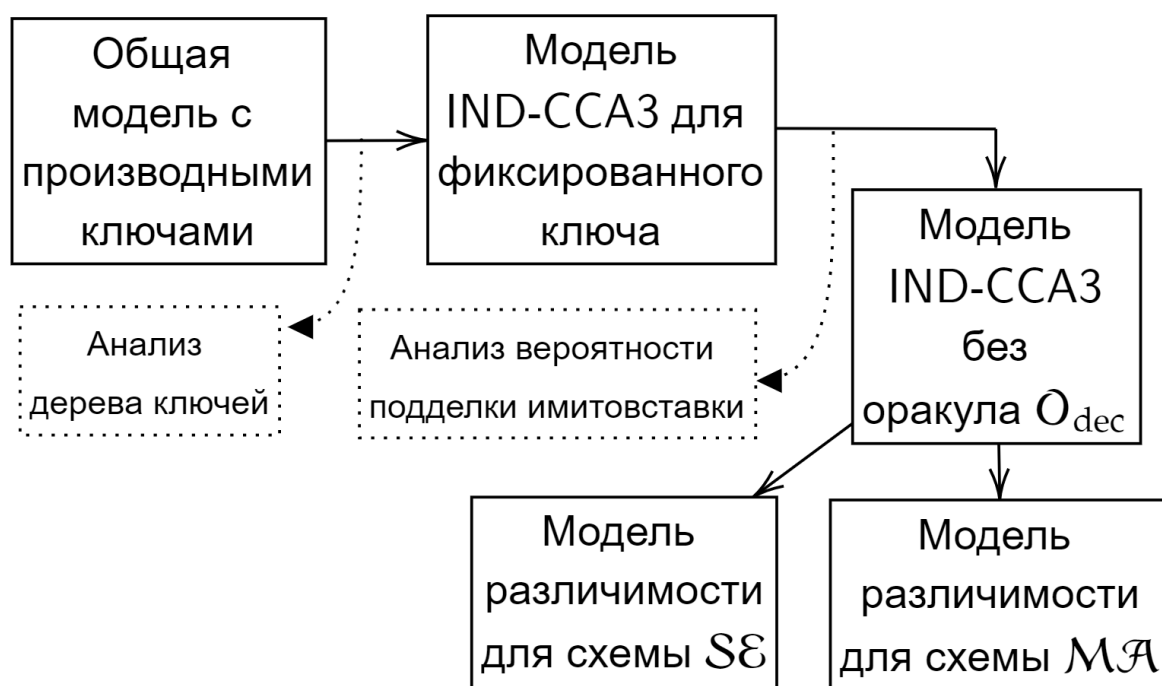 Общая
модель с
производными
ключами
Модель
IND-CCA3 для
фиксированного
ключа
Модель
IND-CCA3
без
оракула 𝒪dec
Анализ
дерева ключей
Анализ вероятности
подделки имитовставки
Модель
различимости
для схемы 𝒮ℰ
Модель
различимости
для схемы ℳ𝒜